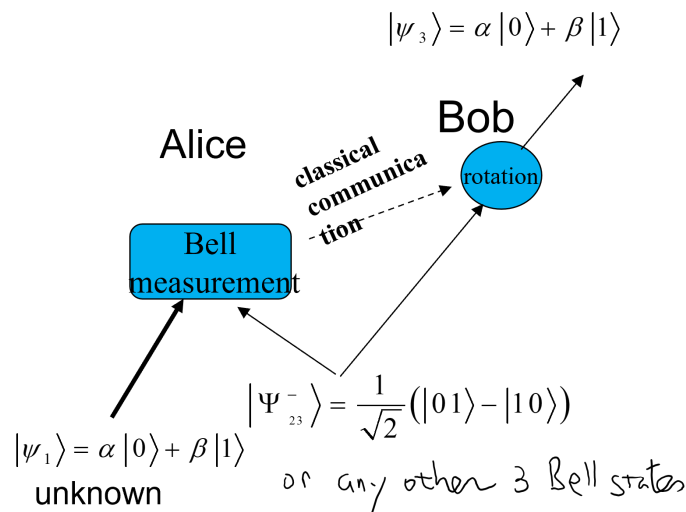 |ψ₃⟩ = α|0⟩ + β|1⟩
Bob
Alice
classical
communica
tion
rotation
Bell
measurement
|Ψ⁻₂₃⟩ = 1/√2 (|01⟩ − |10⟩)
|ψ₁⟩ = α|0⟩ + β|1⟩
unknown
or any other 3 Bell states